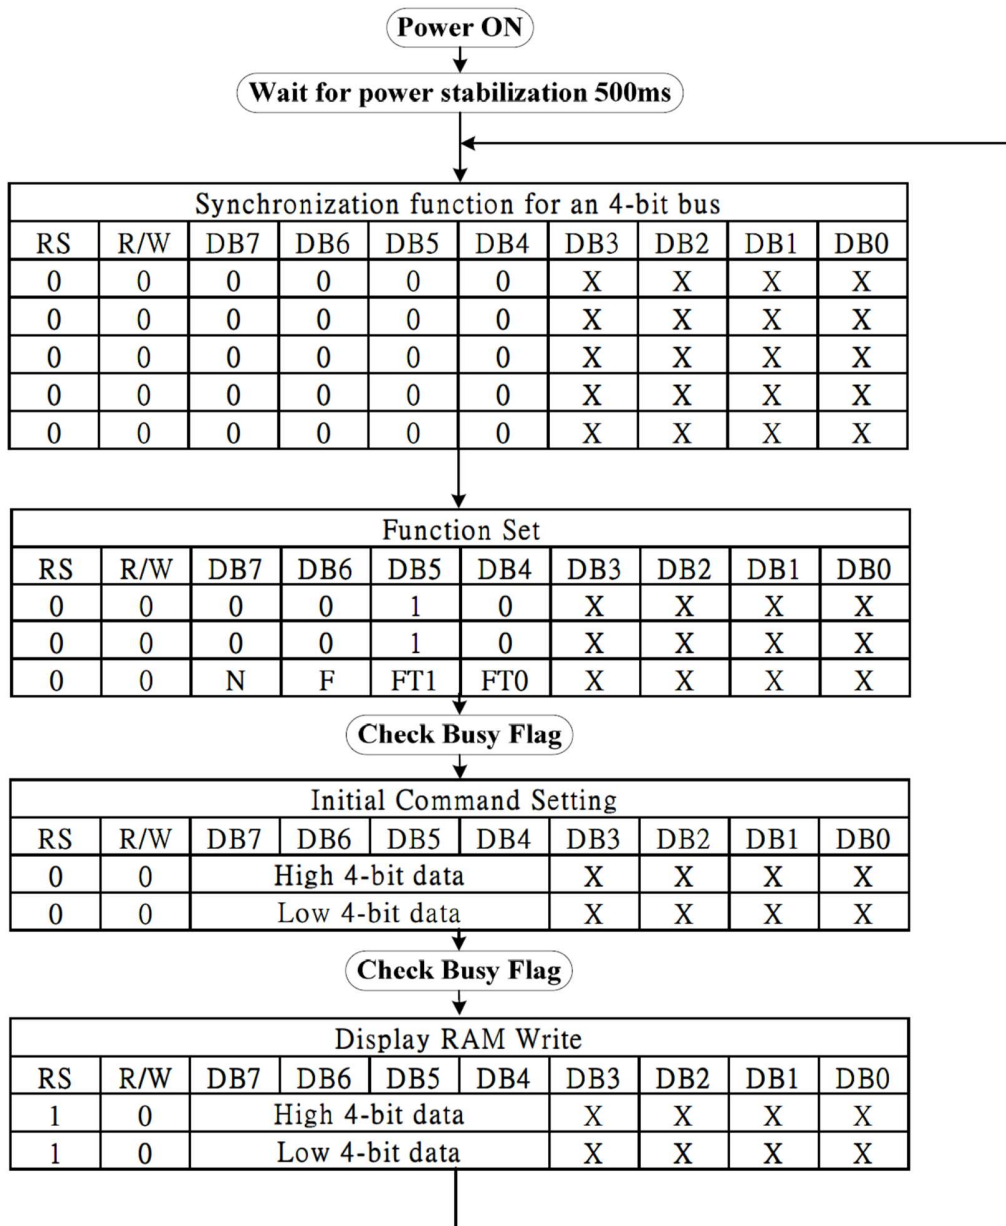 Power ON
Wait for power stabilization 500ms
Synchronization function for an 4-bit bus
RS R/W DB7 DB6 DB5 DB4 DB3 DB2 DB1 DB0
0 0 0 0 0 0 X X X X
0 0 0 0 0 0 X X X X
0 0 0 0 0 0 X X X X
0 0 0 0 0 0 X X X X
0 0 0 0 0 0 X X X X
Function Set
RS R/W DB7 DB6 DB5 DB4 DB3 DB2 DB1 DB0
0 0 0 0 1 0 X X X X
0 0 0 0 1 0 X X X X
0 0 N F FT1 FT0 X X X X
Check Busy Flag
Initial Command Setting
RS R/W DB7 DB6 DB5 DB4 DB3 DB2 DB1 DB0
0 0 High 4-bit data X X X X
0 0 Low 4-bit data X X X X
Check Busy Flag
Display RAM Write
RS R/W DB7 DB6 DB5 DB4 DB3 DB2 DB1 DB0
1 0 High 4-bit data X X X X
1 0 Low 4-bit data X X X X